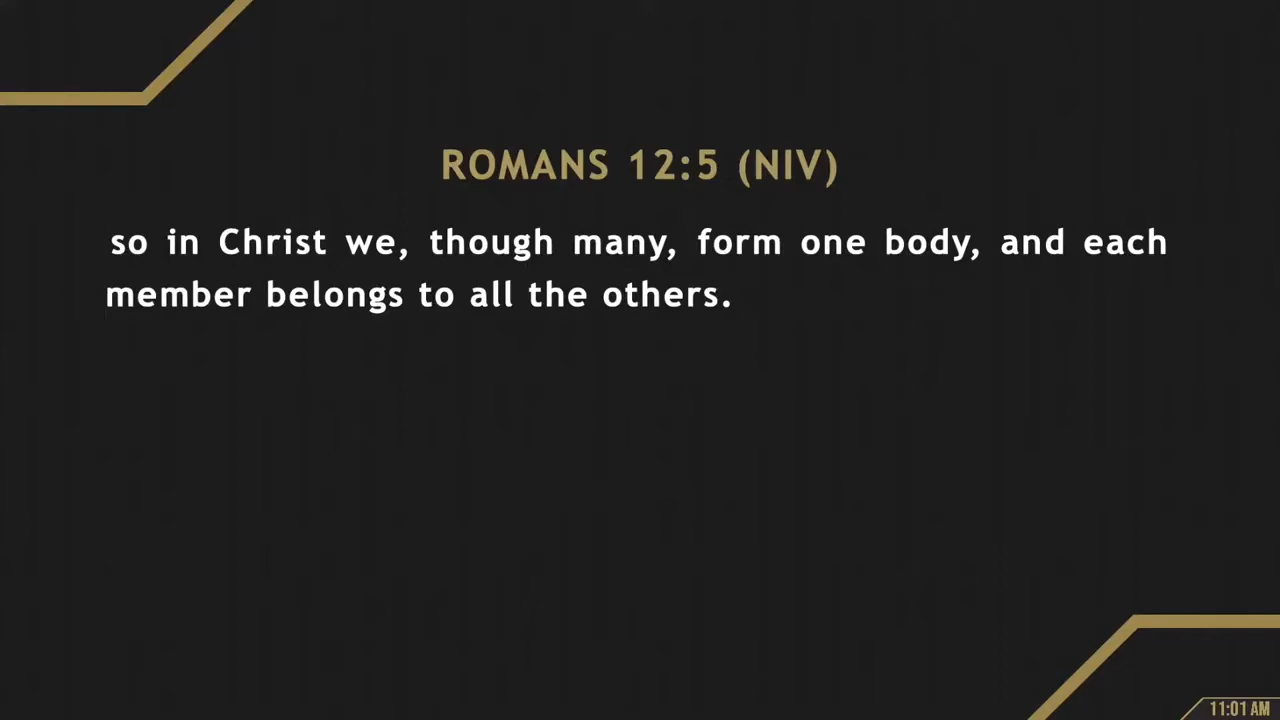 ROMANS 12:5 (NIV)
so in Christ we, though many, form one body, and each
member belongs to all the others.
11:01 AM